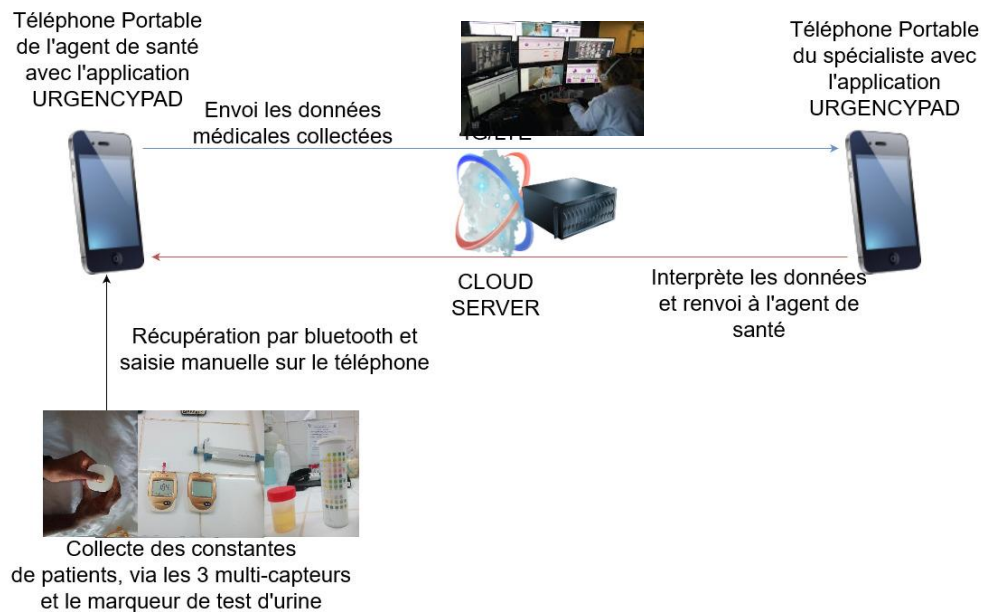 Téléphone Portable
de l'agent de santé
avec l'application
URGENCYPAD
Téléphone Portable
du spécialiste avec
l'application
URGENCYPAD
Envoi les données
médicales collectées
4G/LTE
CLOUD
SERVER
Interprète les données
et renvoi à l'agent de
santé
Récupération par bluetooth et
saisie manuelle sur le téléphone
Collecte des constantes
de patients, via les 3 multi-capteurs
et le marqueur de test d'urine